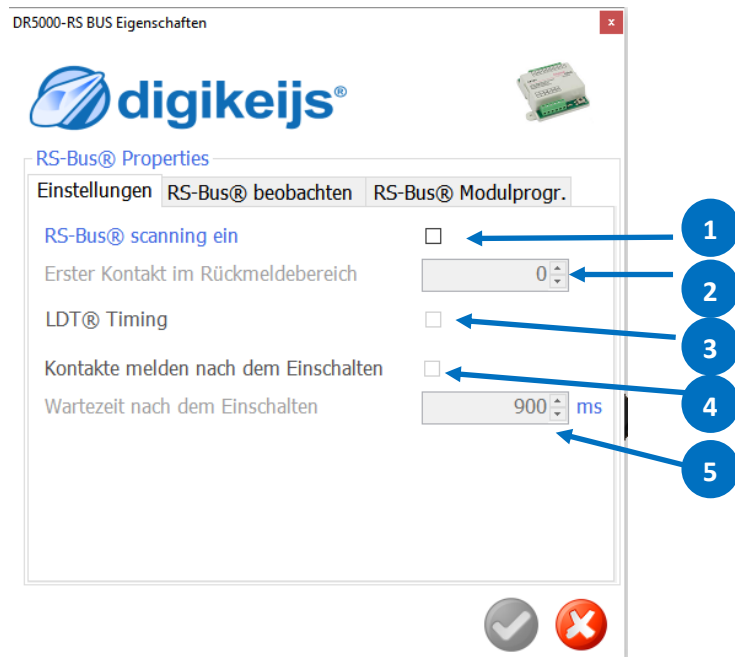 DR5000-RS BUS Eigenschaften
x
digikeijs®
RS-Bus® Properties
Einstellungen RS-Bus® beobachten RS-Bus® Modulprogr.
RS-Bus® scanning ein
1
Erster Kontakt im Rückmeldebereich 0
2
LDT® Timing
3
Kontakte melden nach dem Einschalten
4
Wartezeit nach dem Einschalten 900 ms
5